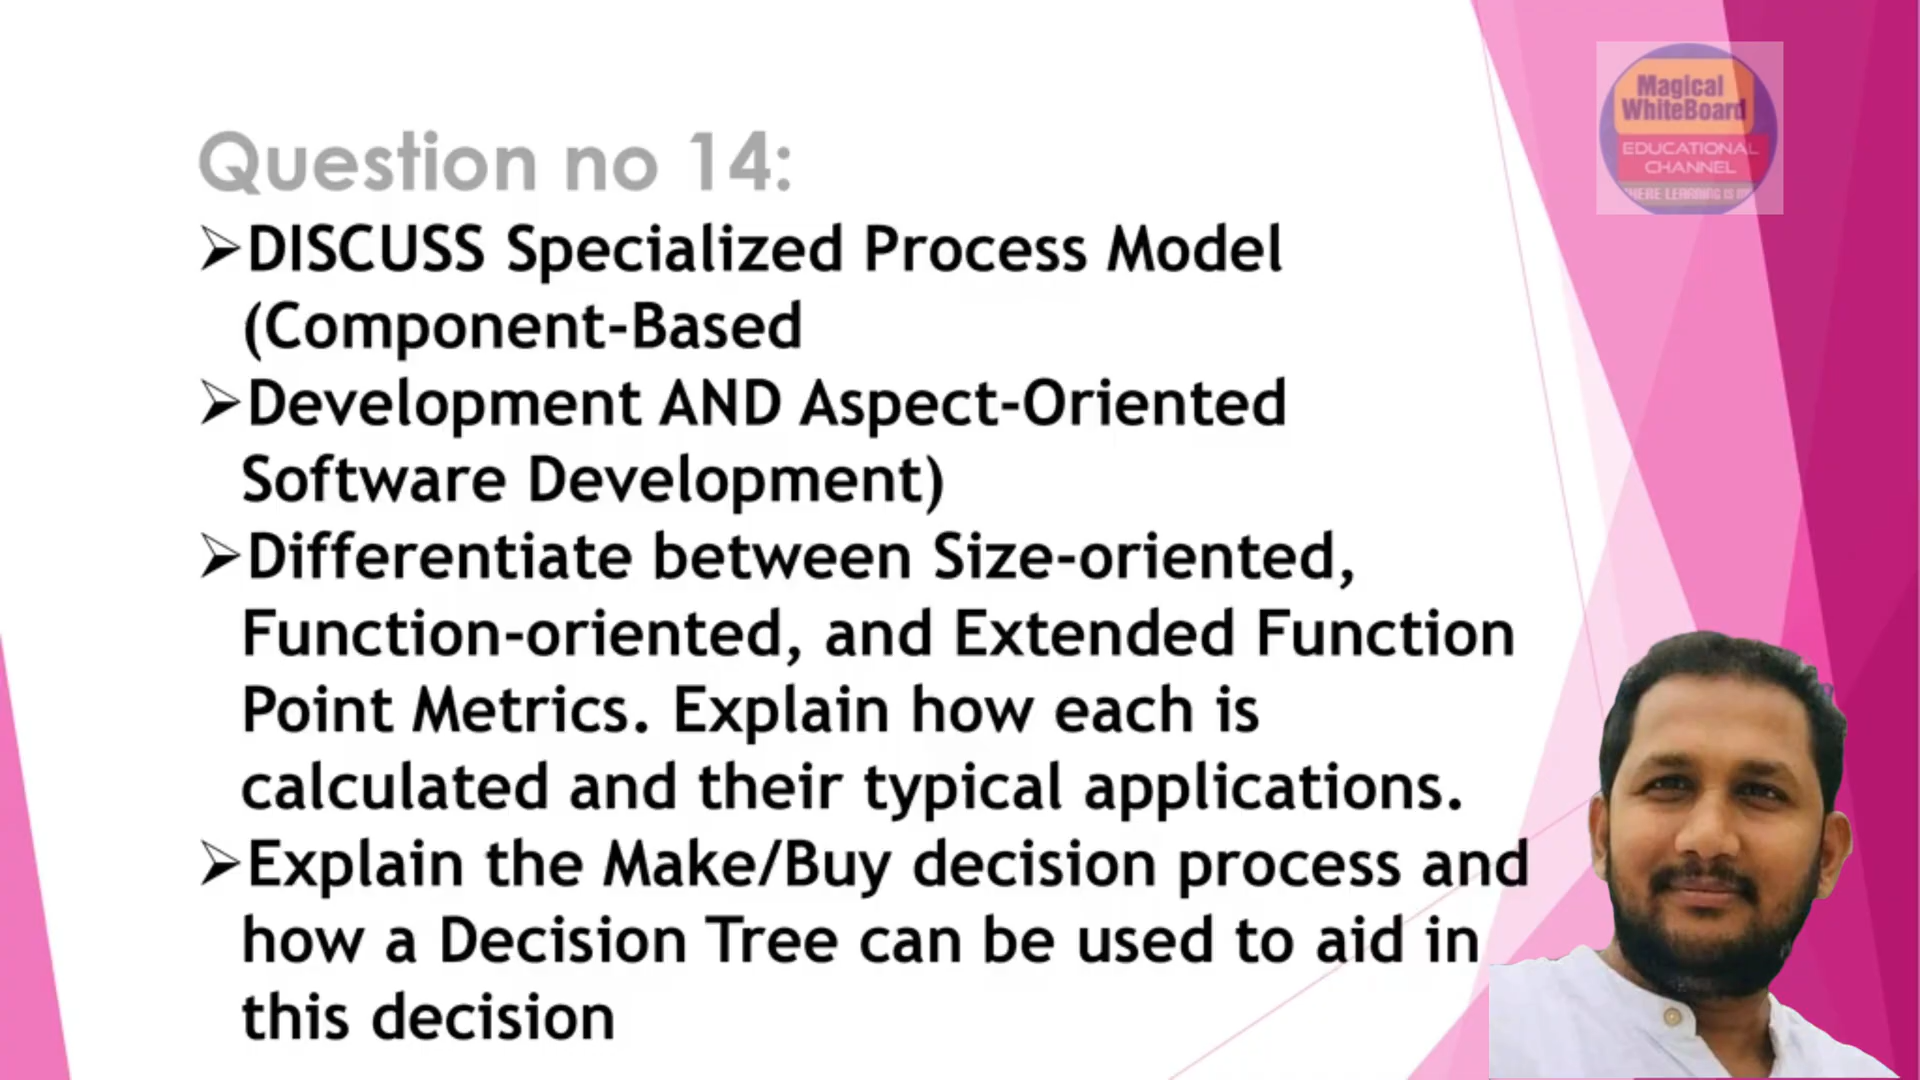 Magical
WhiteBoard
EDUCATIONAL
CHANNEL
HERE LEARNING IS
Question no 14:
➢DISCUSS Specialized Process Model
(Component-Based
➢Development AND Aspect-Oriented
Software Development)
➢Differentiate between Size-oriented,
Function-oriented, and Extended Function
Point Metrics. Explain how each is
calculated and their typical applications.
➢Explain the Make/Buy decision process and
how a Decision Tree can be used to aid in
this decision